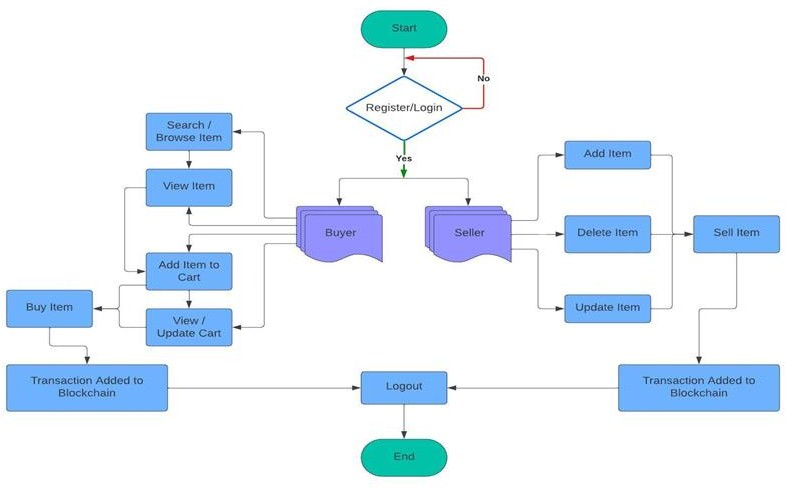 Start
No
Register/Login
Yes
Search /
Browse Item
View Item
Add Item to
Cart
View /
Update Cart
Buy Item
Transaction Added to
Blockchain
Buyer
Seller
Add Item
Delete Item
Update Item
Sell Item
Transaction Added to
Blockchain
Logout
End